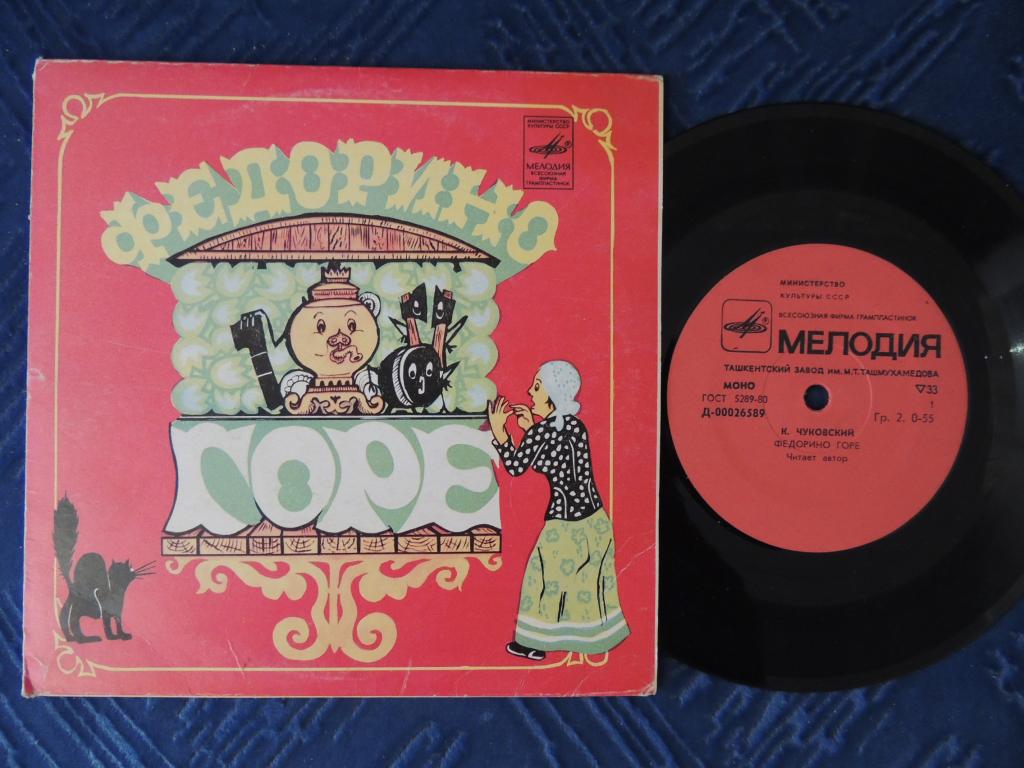 ФЕДОРИНО
ГОРЕ
МИНИСТЕРСТВО
КУЛЬТУРЫ СССР
МЕЛОДИЯ
ВСЕСОЮЗНАЯ
ФИРМА
ГРАМПЛАСТИНОК
МИНИСТЕРСТВО
КУЛЬТУРЫ СССР
ВСЕСОЮЗНАЯ ФИРМА ГРАМПЛАСТИНОК
МЕЛОДИЯ
ТАШКЕНТСКИЙ ЗАВОД ИМ. М.Т.ТАШМУХАМЕДОВА
МОНО
▽33
ГОСТ 5289-80
1
Д-00026589
Гр. 2. 0-55
К. ЧУКОВСКИЙ
ФЕДОРИНО ГОРЕ
Читает автор